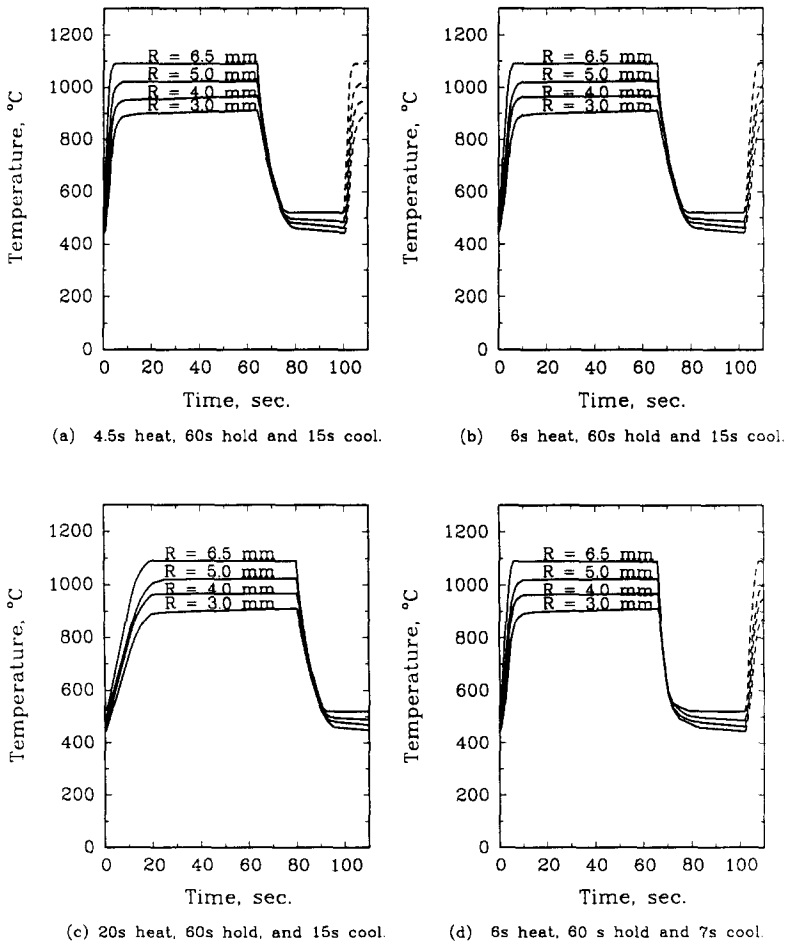 1200
1000
800
600
400
200
0
Temperature, °C
R = 6.5 mm
R = 5.0 mm
R = 4.0 mm
R = 3.0 mm
0 20 40 60 80 100
Time, sec.
(a) 4.5s heat, 60s hold and 15s cool.
1200
1000
800
600
400
200
0
Temperature, °C
R = 6.5 mm
R = 5.0 mm
R = 4.0 mm
R = 3.0 mm
0 20 40 60 80 100
Time, sec.
(b) 6s heat, 60s hold and 15s cool.
1200
1000
800
600
400
200
0
Temperature, °C
R = 6.5 mm
R = 5.0 mm
R = 4.0 mm
R = 3.0 mm
0 20 40 60 80 100
Time, sec.
(c) 20s heat, 60s hold, and 15s cool.
1200
1000
800
600
400
200
0
Temperature, °C
R = 6.5 mm
R = 5.0 mm
R = 4.0 mm
R = 3.0 mm
0 20 40 60 80 100
Time, sec.
(d) 6s heat, 60 s hold and 7s cool.